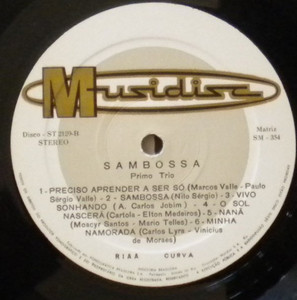 Musidisc
Disco - ST 2129-B
STEREO
Matriz
SM - 354
SAMBOSSA
Primo Trio
1-PRECISO APRENDER A SER SÓ (Marcos Valle - Paulo
Sérgio Valle) - 2 - SAMBOSSA (Nilo Sérgio) - 3 - VIVO
SONHANDO (A. Carlos Jobim) - 4 - O SOL
NASCERÁ (Cartola - Elton Medeiros) - 5 - NANÃ
(Moacyr Santos - Mario Telles) - 6 - MINHA
NAMORADA (Carlos Lyra - Vinicius
de Moraes)
RIAA CURVA